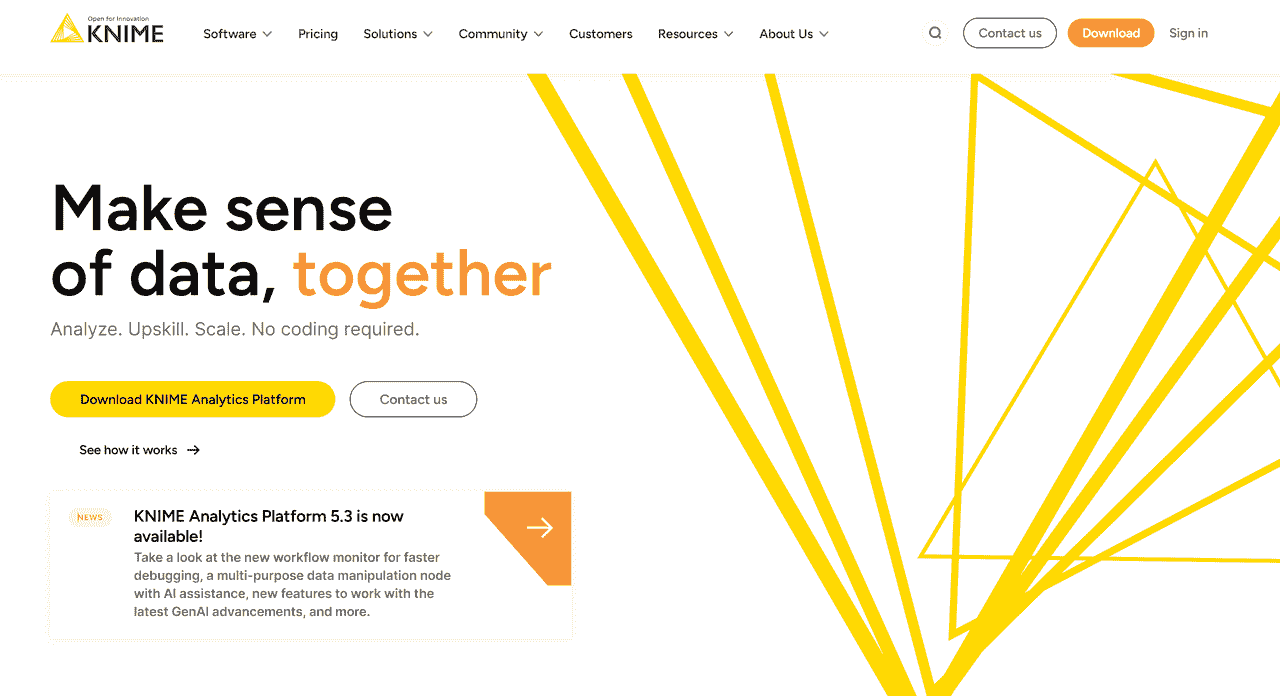 Open for Innovation
KNIME
Software
Pricing
Solutions
Community
Customers
Resources
About Us
Contact us
Download
Sign in
Make sense
of data, together
Analyze. Upskill. Scale. No coding required.
Download KNIME Analytics Platform
Contact us
See how it works
NEWS
KNIME Analytics Platform 5.3 is now
available!
Take a look at the new workflow monitor for faster
debugging, a multi-purpose data manipulation node
with AI assistance, new features to work with the
latest GenAI advancements, and more.